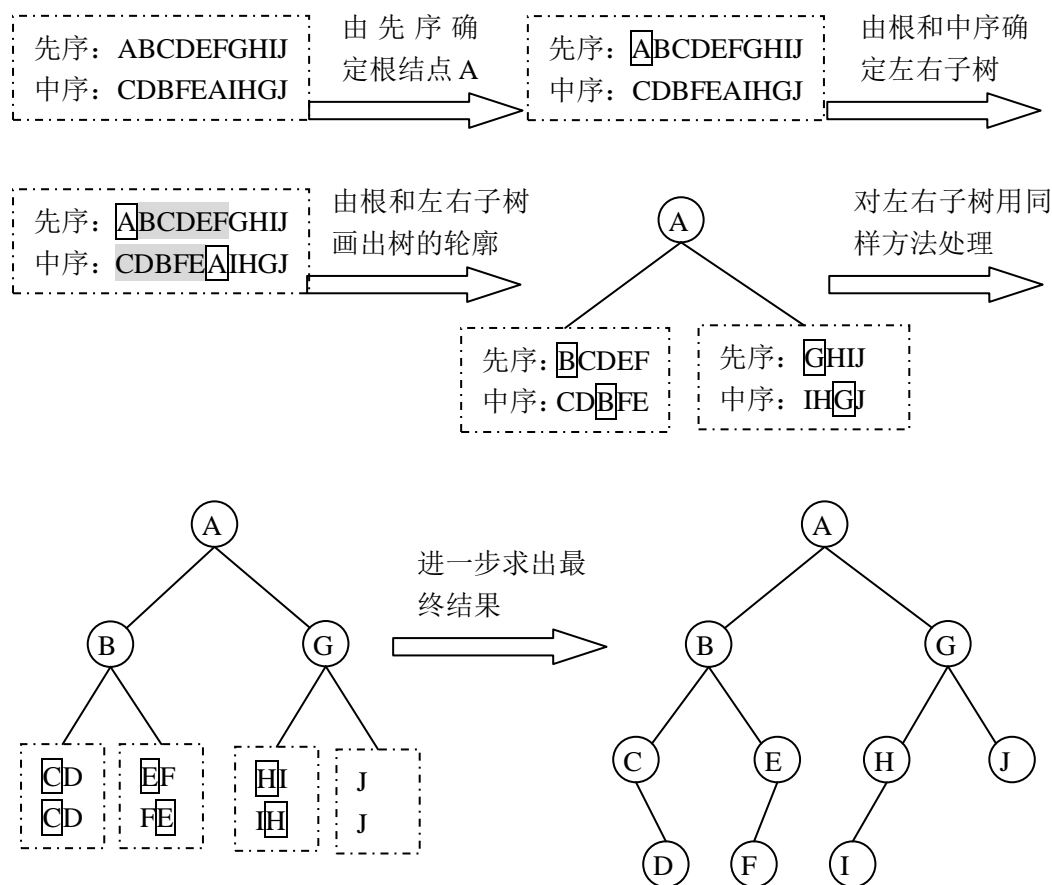 先序：ABCDEFGHIJ
中序：CDBFEAIHGJ
由先序确
定根结点 A
先序：ABCDEFGHIJ
中序：CDBFEAIHGJ
由根和中序确
定左右子树
先序：ABCDEFGHIJ
中序：CDBFEAIHGJ
由根和左右子树
画出树的轮廓
A
先序：BCDEF
中序：CDBFE
先序：GHIJ
中序：IHGJ
对左右子树用同
样方法处理
A
B
G
CD
CD
EF
FE
HI
IH
J
J
进一步求出最
终结果
A
B
G
C
E
H
J
D
F
I